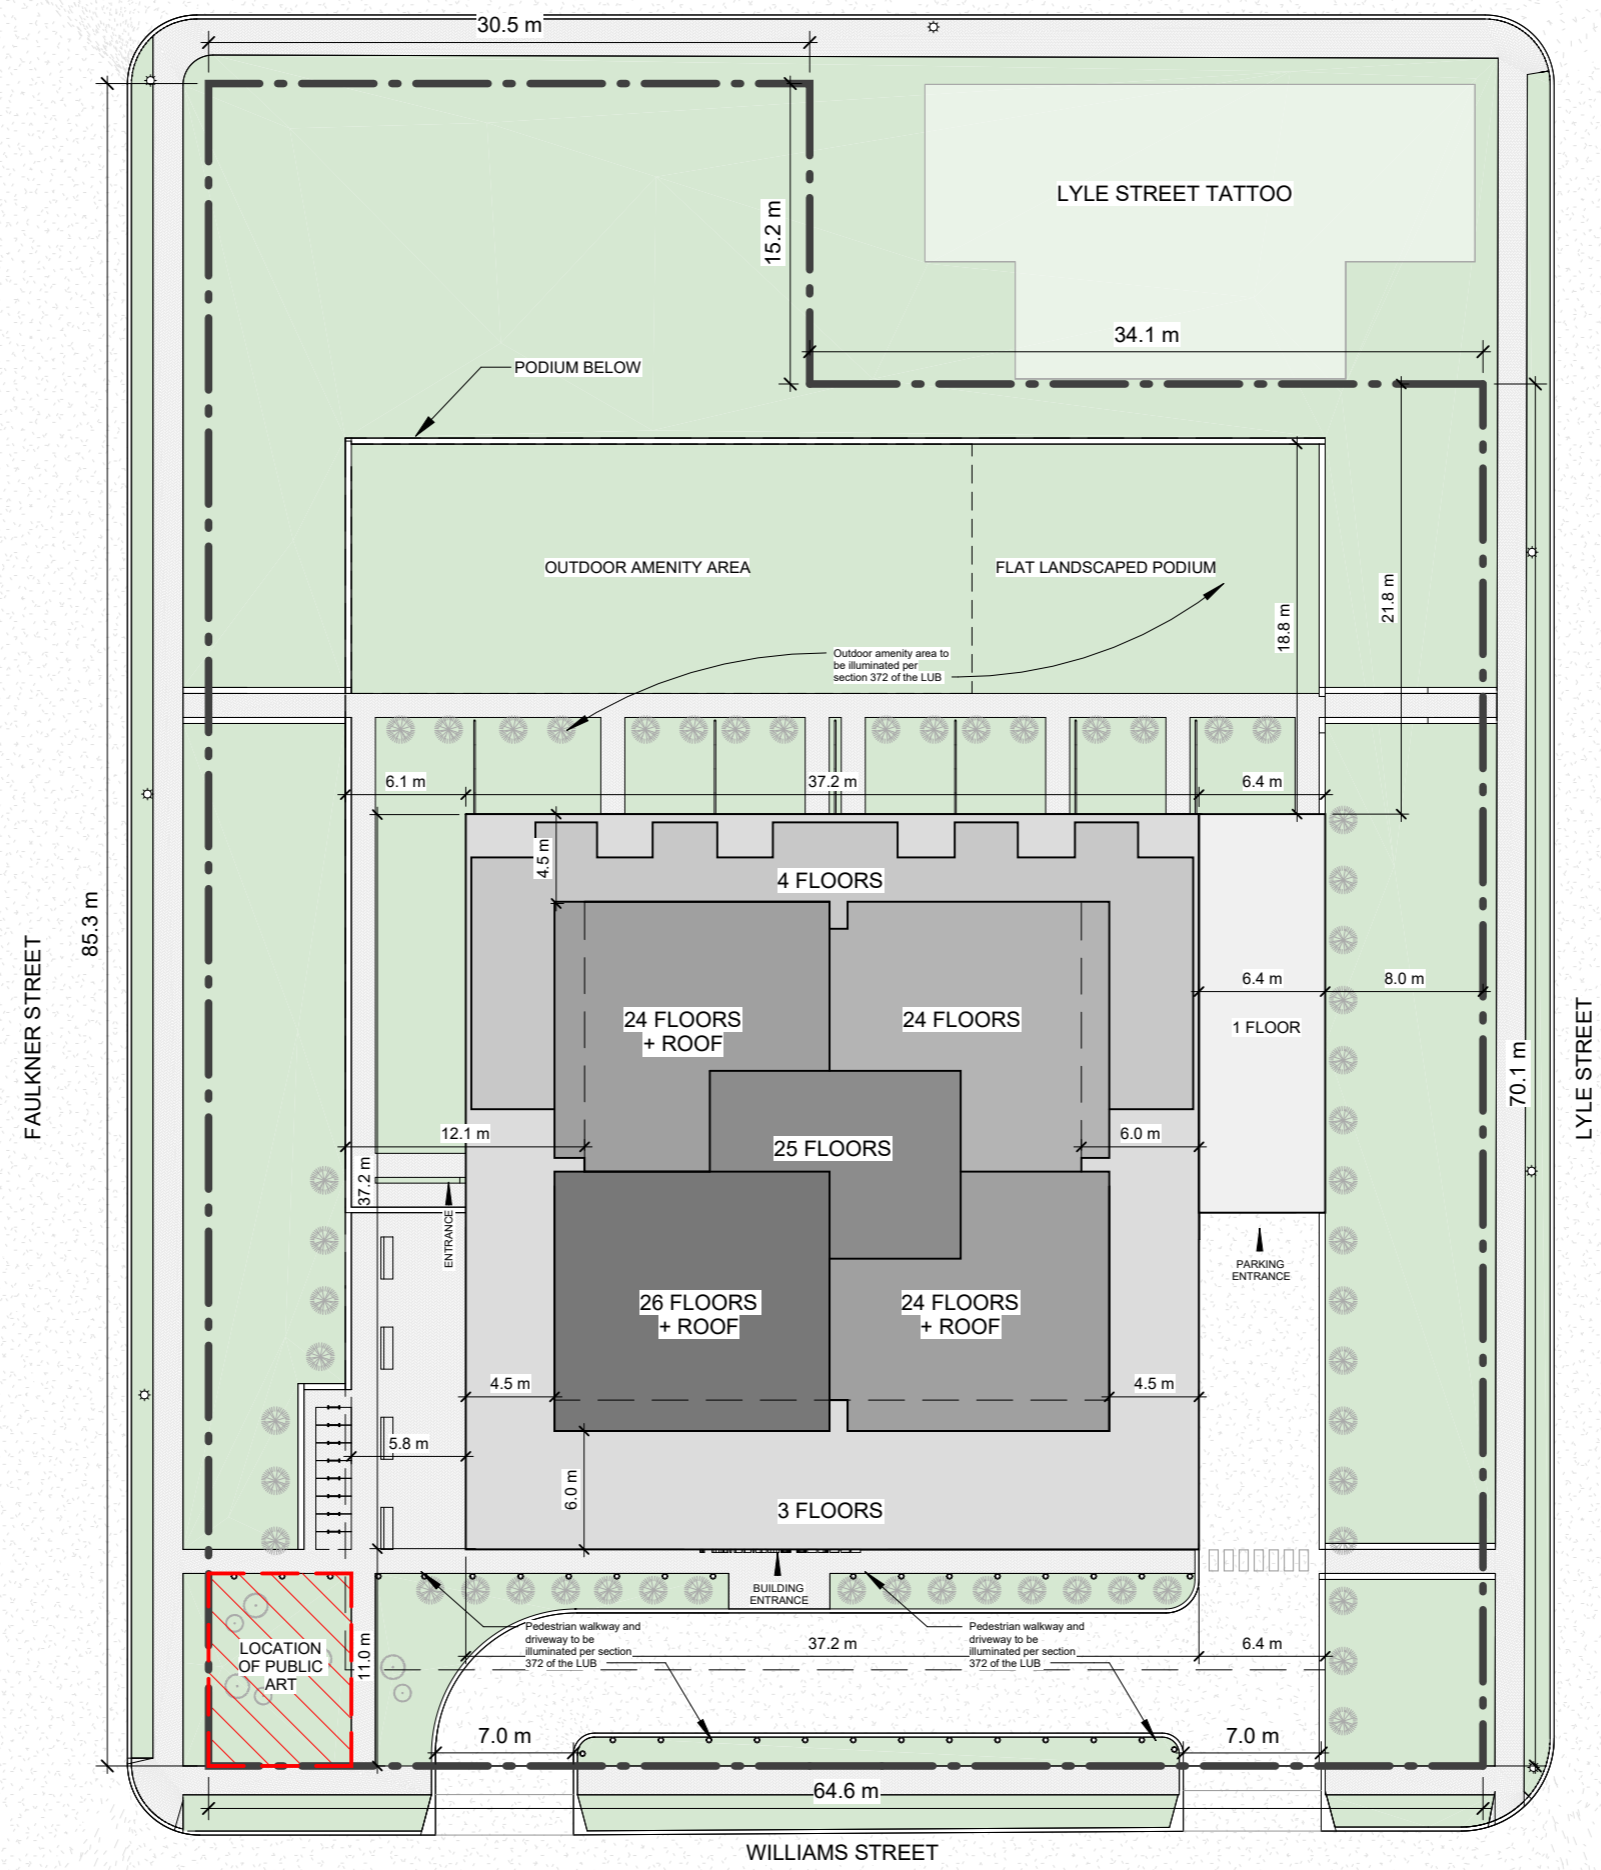 30.5 m
LYLE STREET TATTOO
15.2 m
34.1 m
PODIUM BELOW
OUTDOOR AMENITY AREA
FLAT LANDSCAPED PODIUM
18.8 m
21.8 m
Outdoor amenity area to
be illuminated per
section 372 of the LUB
6.1 m
37.2 m
6.4 m
4.5 m
4 FLOORS
85.3 m
FAULKNER STREET
24 FLOORS
+ ROOF
24 FLOORS
6.4 m
8.0 m
1 FLOOR
LYLE STREET
70.1 m
12.1 m
6.0 m
25 FLOORS
37.2 m
ENTRANCE
PARKING
ENTRANCE
26 FLOORS
+ ROOF
24 FLOORS
+ ROOF
4.5 m
4.5 m
5.8 m
6.0 m
3 FLOORS
BUILDING
ENTRANCE
LOCATION
OF PUBLIC
ART
11.0 m
Pedestrian walkway and
driveway to be
illuminated per section
372 of the LUB
37.2 m
Pedestrian walkway and
driveway to be
illuminated per section
372 of the LUB
6.4 m
7.0 m
7.0 m
64.6 m
WILLIAMS STREET